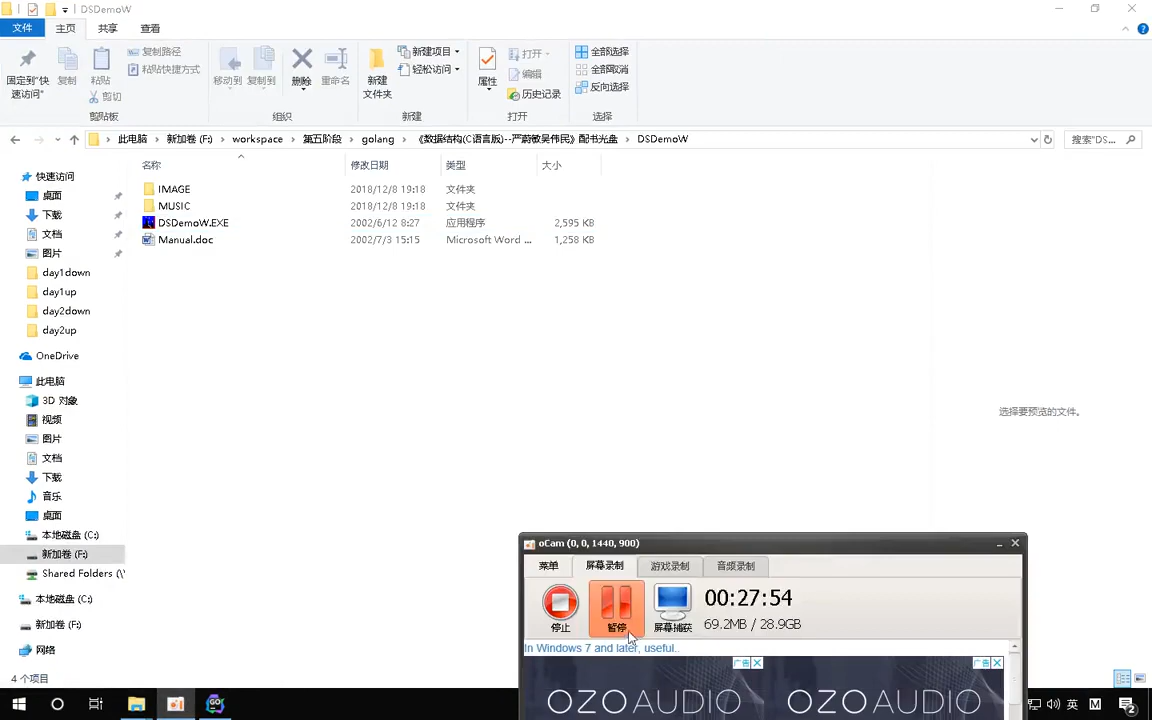 DSDemoW
文件 主页 共享 查看
固定到"快速访问" 复制 粘贴 复制路径 粘贴快捷方式 剪切 移动到 复制到 删除 重命名 新建文件夹 新建项目 轻松访问 属性 打开 编辑 历史记录 全部选择 全部取消 反向选择
剪贴板 组织 新建 打开 选择
此电脑 新加卷 (F:) workspace 第五阶段 golang 《数据结构(C语言版)--严蔚敏吴伟民》配书光盘 DSDemoW 搜索"DS...
名称 修改日期 类型 大小
IMAGE 2018/12/8 19:18 文件夹
MUSIC 2018/12/8 19:18 文件夹
DSDemoW.EXE 2002/6/12 8:27 应用程序 2,595 KB
Manual.doc 2002/7/3 15:15 Microsoft Word ... 1,258 KB
快速访问
桌面
下载
文档
图片
day1down
day1up
day2down
day2up
OneDrive
此电脑
3D 对象
视频
图片
文档
下载
音乐
桌面
本地磁盘 (C:)
新加卷 (F:)
Shared Folders (\
本地磁盘 (C:)
新加卷 (F:)
网络
4 个项目
选择要预览的文件。
oCam (0, 0, 1440, 900)
菜单 屏幕录制 游戏录制 音频录制
停止 暂停 屏幕捕获
00:27:54
69.2MB / 28.9GB
In Windows 7 and later, useful..
广告 广告
OZO AUDIO OZO AUDIO
GO 英 M 2